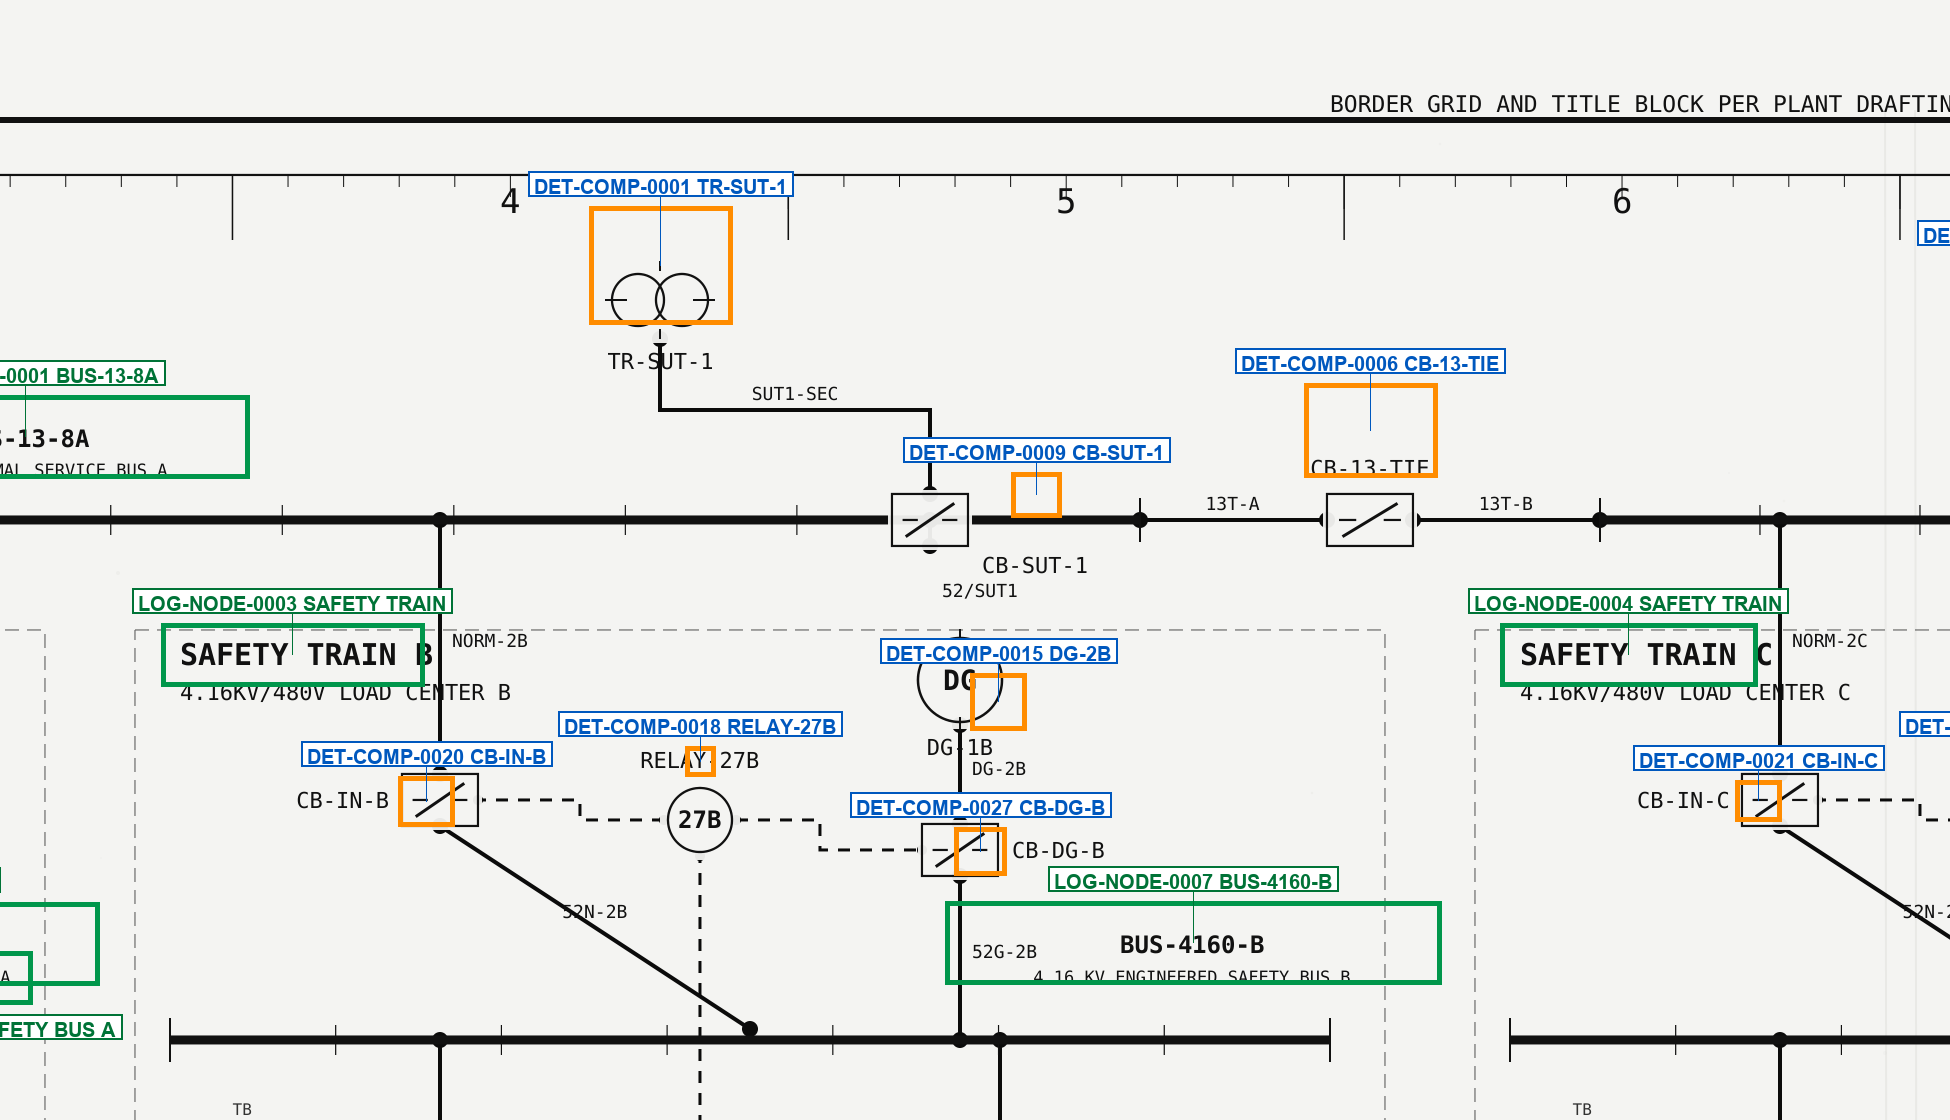 BORDER GRID AND TITLE BLOCK PER PLANT DRAFTIN
4
DET-COMP-0001 TR-SUT-1
5
6
DE
TR-SUT-1
SUT1-SEC
-0001 BUS-13-8A
S-13-8A
MAL SERVICE BUS A
DET-COMP-0006 CB-13-TIE
CB-13-TIE
DET-COMP-0009 CB-SUT-1
13T-A
13T-B
CB-SUT-1
52/SUT1
LOG-NODE-0003 SAFETY TRAIN
SAFETY TRAIN B
NORM-2B
4.16KV/480V LOAD CENTER B
DET-COMP-0015 DG-2B
DG
DG-1B
DG-2B
LOG-NODE-0004 SAFETY TRAIN
SAFETY TRAIN C
NORM-2C
4.16KV/480V LOAD CENTER C
DET-COMP-0018 RELAY-27B
RELAY-27B
27B
DET-COMP-0020 CB-IN-B
CB-IN-B
DET-COMP-0027 CB-DG-B
CB-DG-B
DET-
DET-COMP-0021 CB-IN-C
CB-IN-C
LOG-NODE-0007 BUS-4160-B
52N-2B
52G-2B
BUS-4160-B
4.16 KV ENGINEERED SAFETY BUS B
52N-2
A
FETY BUS A
TB
TB